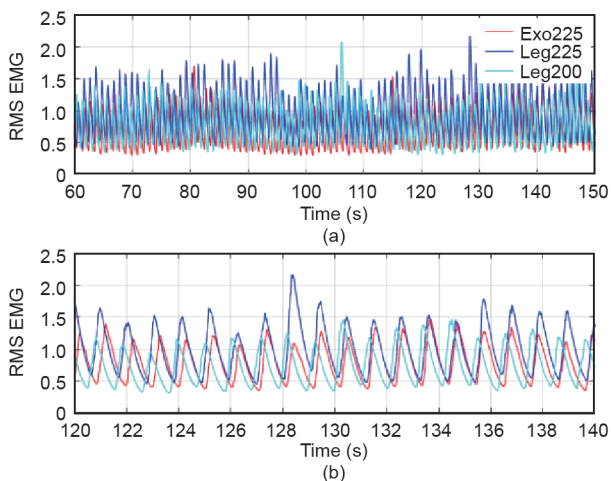 2.5
2.0
1.5
1.0
0.5
0
RMS EMG
Exo225
Leg225
Leg200
60 70 80 90 100 110 120 130 140 150
Time (s)
(a)
2.5
2.0
1.5
1.0
0.5
0
RMS EMG
120 122 124 126 128 130 132 134 136 138 140
Time (s)
(b)